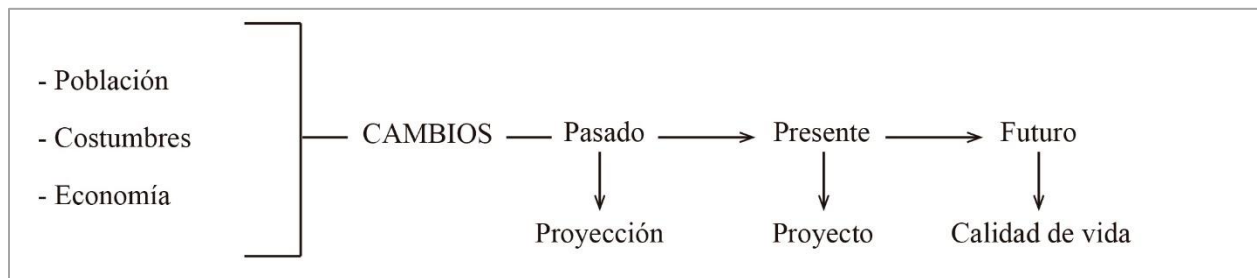 - Población
- Costumbres
- Economía
CAMBIOS
Pasado
Presente
Futuro
Proyección
Proyecto
Calidad de vida